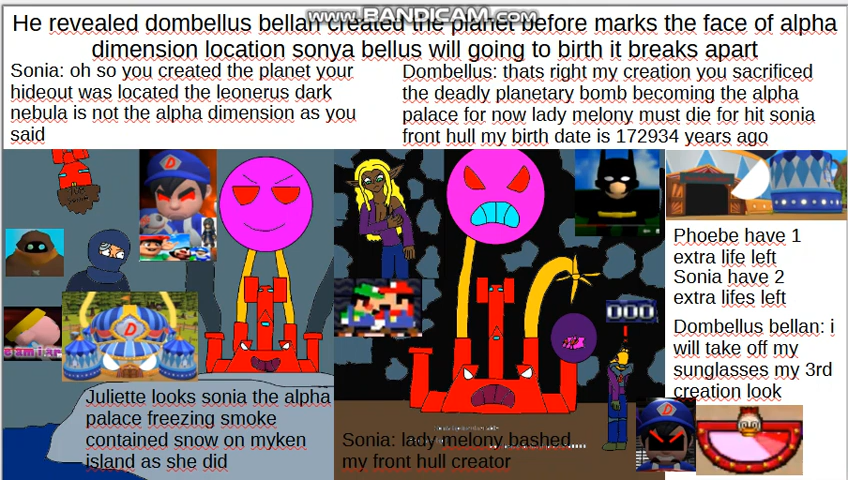 www.BANDICAM.com
He revealed dombellus bellan created the planet before marks the face of alpha
dimension location sonya bellus will going to birth it breaks apart
Sonia: oh so you created the planet your
hideout was located the leonerus dark
nebula is not the alpha dimension as you
said
Dombellus: thats right my creation you sacrificed
the deadly planetary bomb becoming the alpha
palace for now lady melony must die for hit sonia
front hull my birth date is 172934 years ago
D
D
Phoebe have 1
extra life left
Sonia have 2
extra lifes left
000
Dombellus bellan: i
will take off my
sunglasses my 3rd
creation look
Juliette looks sonia the alpha
palace freezing smoke
contained snow on myken
island as she did
Sonia: lady melony bashed
my front hull creator